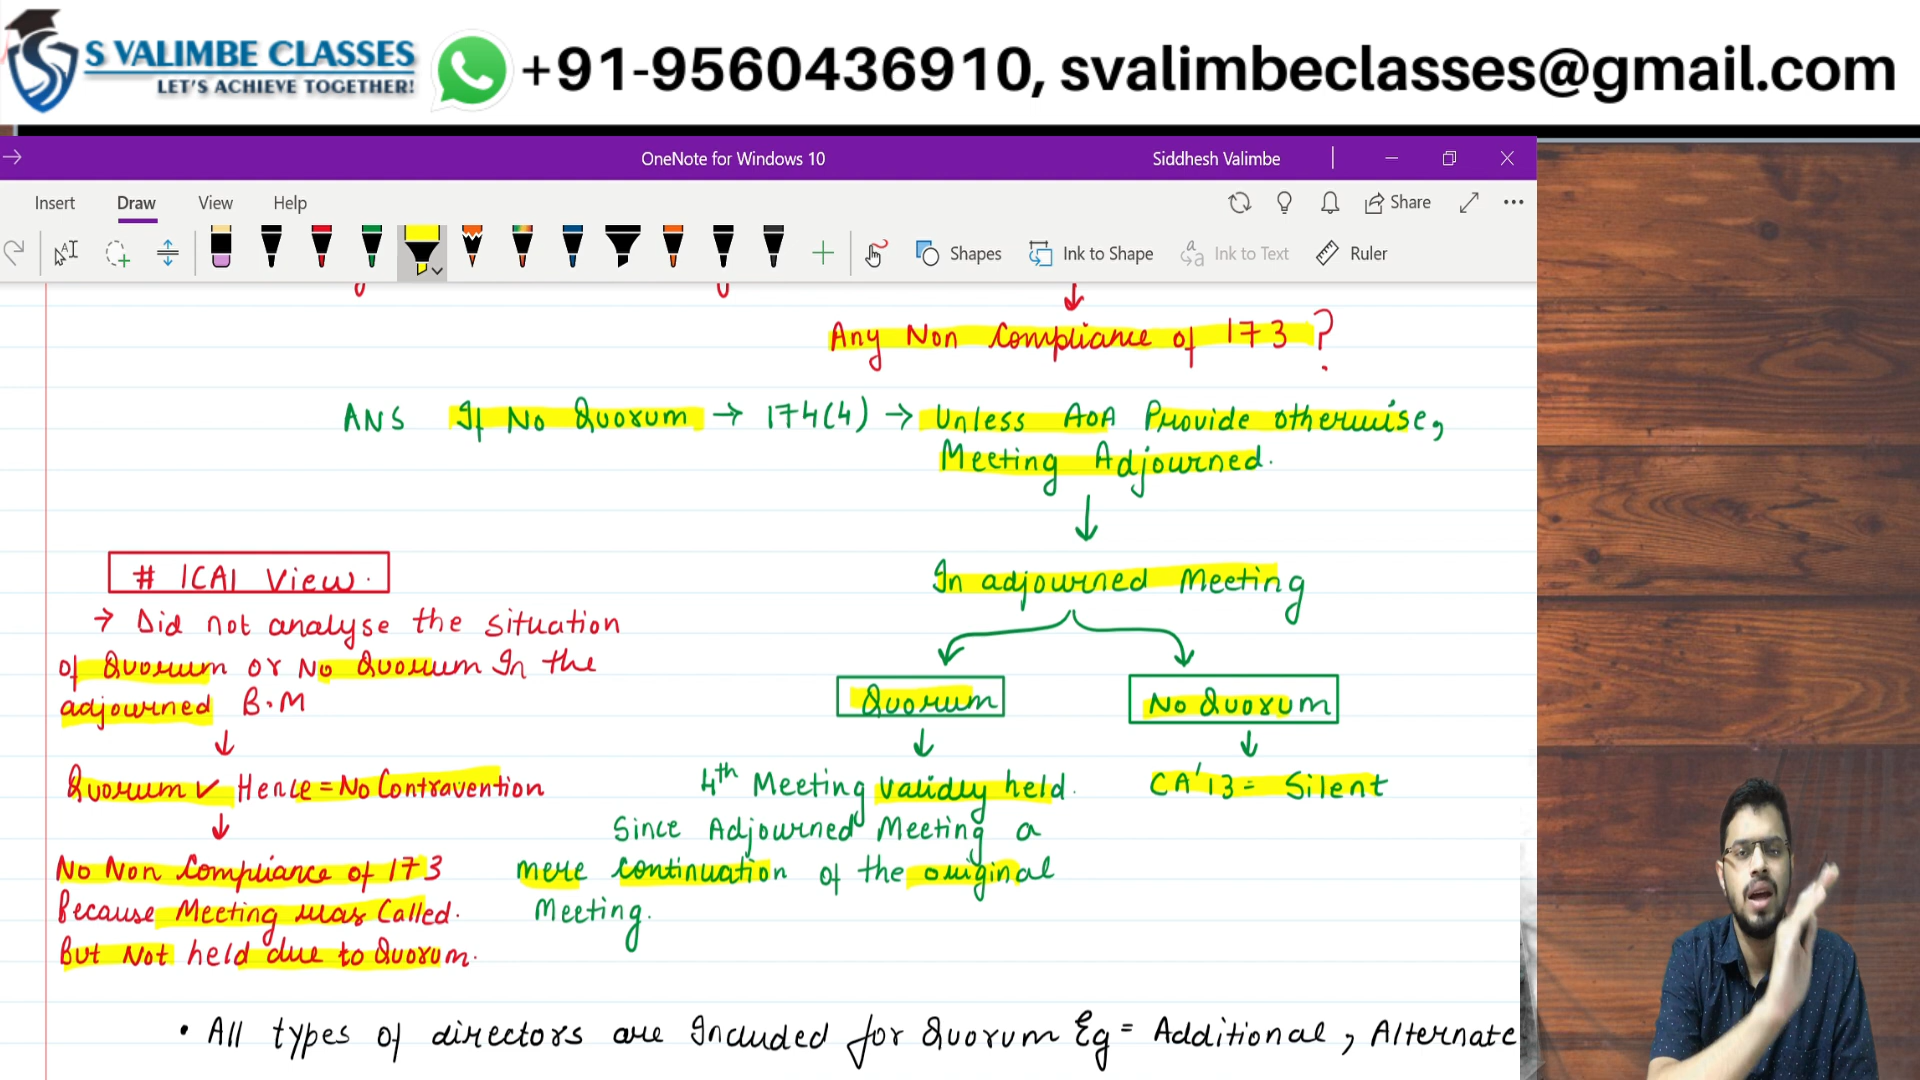 S VALIMBE CLASSES
LET'S ACHIEVE TOGETHER!
+91-9560436910, svalimbeclasses@gmail.com
OneNote for Windows 10
Siddhesh Valimbe
Insert Draw View Help
Share
Shapes
Ink to Shape
Ink to Text
Ruler
Any Non Compliance of 173 ?
ANS If No Quorum → 174(4) → Unless AOA Provide otherwise,
Meeting Adjourned.
In adjourned Meeting
Quorum
No Quorum
4th Meeting validly held.
CA'13 = Silent
Since Adjourned Meeting a
mere continuation of the original
Meeting.
# ICAI View.
→ Did not analyse the situation
of Quorum or No Quorum In the
adjourned B.M
Quorum ✓ Hence = No Contravention
No Non Compliance of 173
Because Meeting was Called.
But Not held due to Quorum.
• All types of directors are Included for Quorum Eg = Additional, Alternate